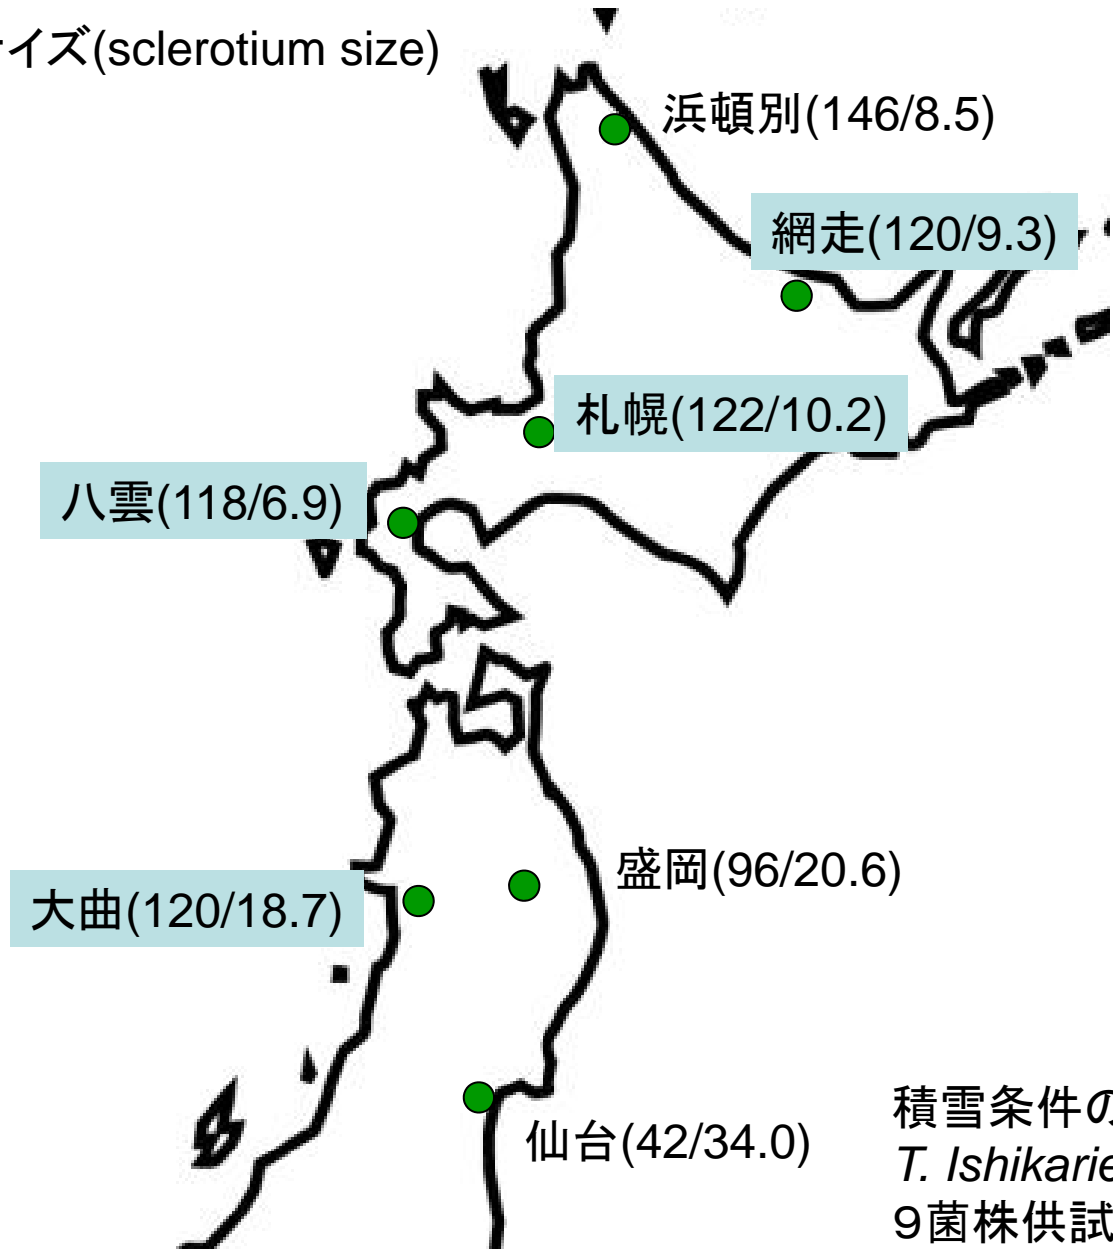 イズ(sclerotium size)
浜頓別(146/8.5)
網走(120/9.3)
札幌(122/10.2)
八雲(118/6.9)
盛岡(96/20.6)
大曲(120/18.7)
仙台(42/34.0)
積雪条件の
T. Ishikarie
９菌株供試